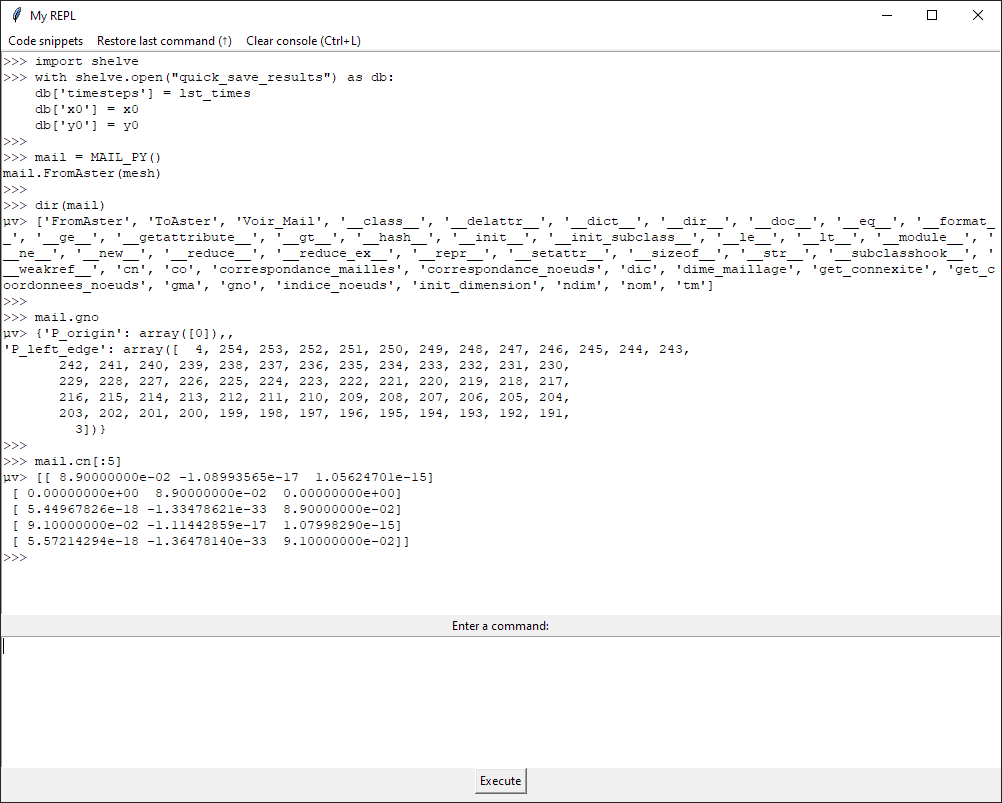 My REPL
Code snippets Restore last command (↑) Clear console (Ctrl+L)
>>> import shelve
>>> with shelve.open("quick_save_results") as db:
    db['timesteps'] = lst_times
    db['x0'] = x0
    db['y0'] = y0
>>>
>>> mail = MAIL_PY()
mail.FromAster(mesh)
>>>
>>> dir(mail)
µv> ['FromAster', 'ToAster', 'Voir_Mail', '__class__', '__delattr__', '__dict__', '__dir__', '__doc__', '__eq__', '__format_
_', '__ge__', '__getattribute__', '__gt__', '__hash__', '__init__', '__init_subclass__', '__le__', '__lt__', '__module__', '
__ne__', '__new__', '__reduce__', '__reduce_ex__', '__repr__', '__setattr__', '__sizeof__', '__str__', '__subclasshook__', '
__weakref__', 'cn', 'co', 'correspondance_mailles', 'correspondance_noeuds', 'dic', 'dime_maillage', 'get_connexite', 'get_c
oordonnees_noeuds', 'gma', 'gno', 'indice_noeuds', 'init_dimension', 'ndim', 'nom', 'tm']
>>>
>>> mail.gno
µv> {'P_origin': array([0]),,
'P_left_edge': array([  4, 254, 253, 252, 251, 250, 249, 248, 247, 246, 245, 244, 243,
       242, 241, 240, 239, 238, 237, 236, 235, 234, 233, 232, 231, 230,
       229, 228, 227, 226, 225, 224, 223, 222, 221, 220, 219, 218, 217,
       216, 215, 214, 213, 212, 211, 210, 209, 208, 207, 206, 205, 204,
       203, 202, 201, 200, 199, 198, 197, 196, 195, 194, 193, 192, 191,
         3])}
>>>
>>> mail.cn[:5]
µv> [[ 8.90000000e-02 -1.08993565e-17  1.05624701e-15]
 [ 0.00000000e+00  8.90000000e-02  0.00000000e+00]
 [ 5.44967826e-18 -1.33478621e-33  8.90000000e-02]
 [ 9.10000000e-02 -1.11442859e-17  1.07998290e-15]
 [ 5.57214294e-18 -1.36478140e-33  9.10000000e-02]]
>>>
Enter a command:
Execute